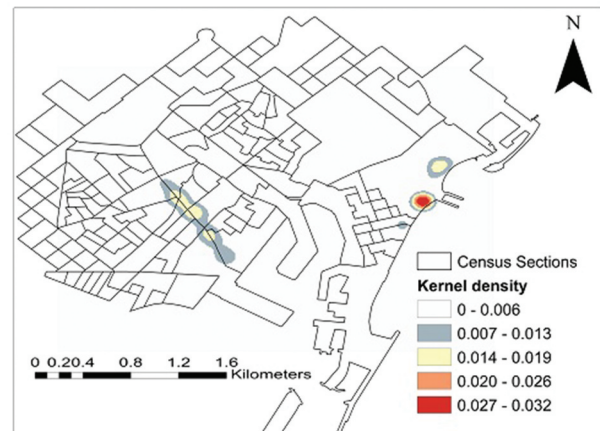 N
Census Sections
Kernel density
0 - 0.006
0.007 - 0.013
0.014 - 0.019
0.020 - 0.026
0.027 - 0.032
0 0.20.4 0.8 1.2 1.6
Kilometers